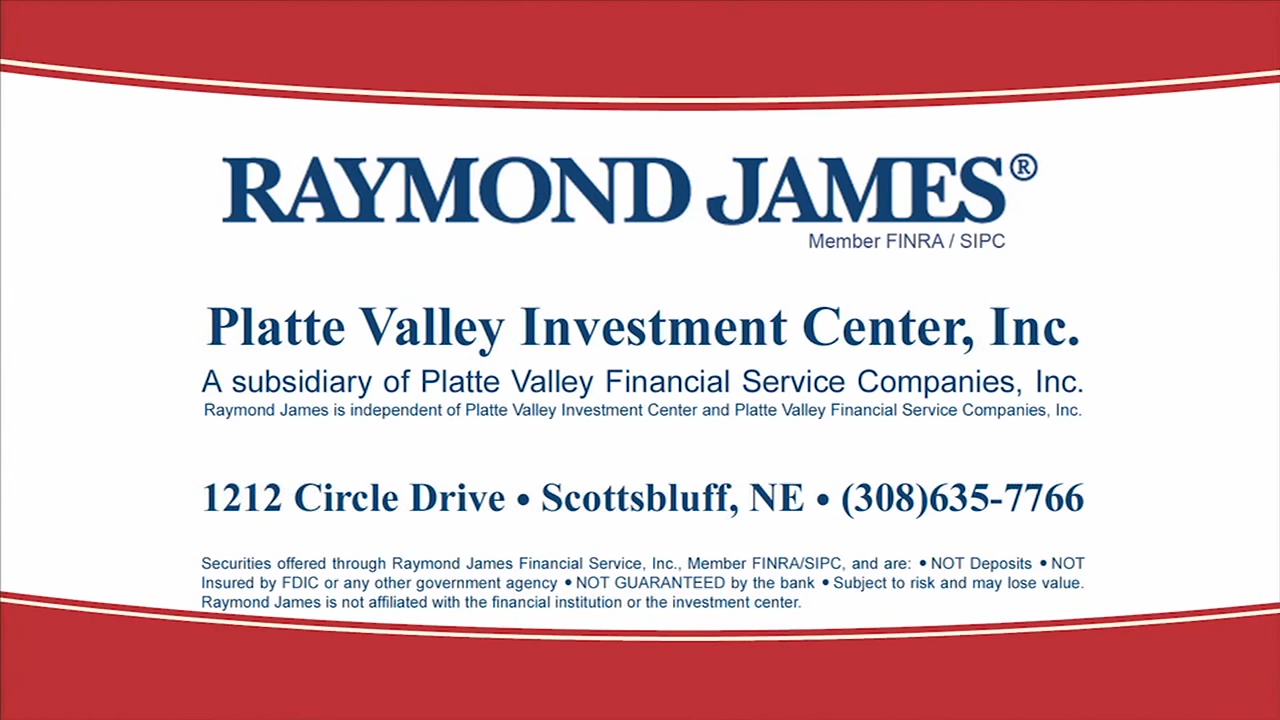 RAYMOND JAMES®
Member FINRA / SIPC
Platte Valley Investment Center, Inc.
A subsidiary of Platte Valley Financial Service Companies, Inc.
Raymond James is independent of Platte Valley Investment Center and Platte Valley Financial Service Companies, Inc.
1212 Circle Drive • Scottsbluff, NE • (308)635-7766
Securities offered through Raymond James Financial Service, Inc., Member FINRA/SIPC, and are: • NOT Deposits • NOT
Insured by FDIC or any other government agency • NOT GUARANTEED by the bank • Subject to risk and may lose value.
Raymond James is not affiliated with the financial institution or the investment center.